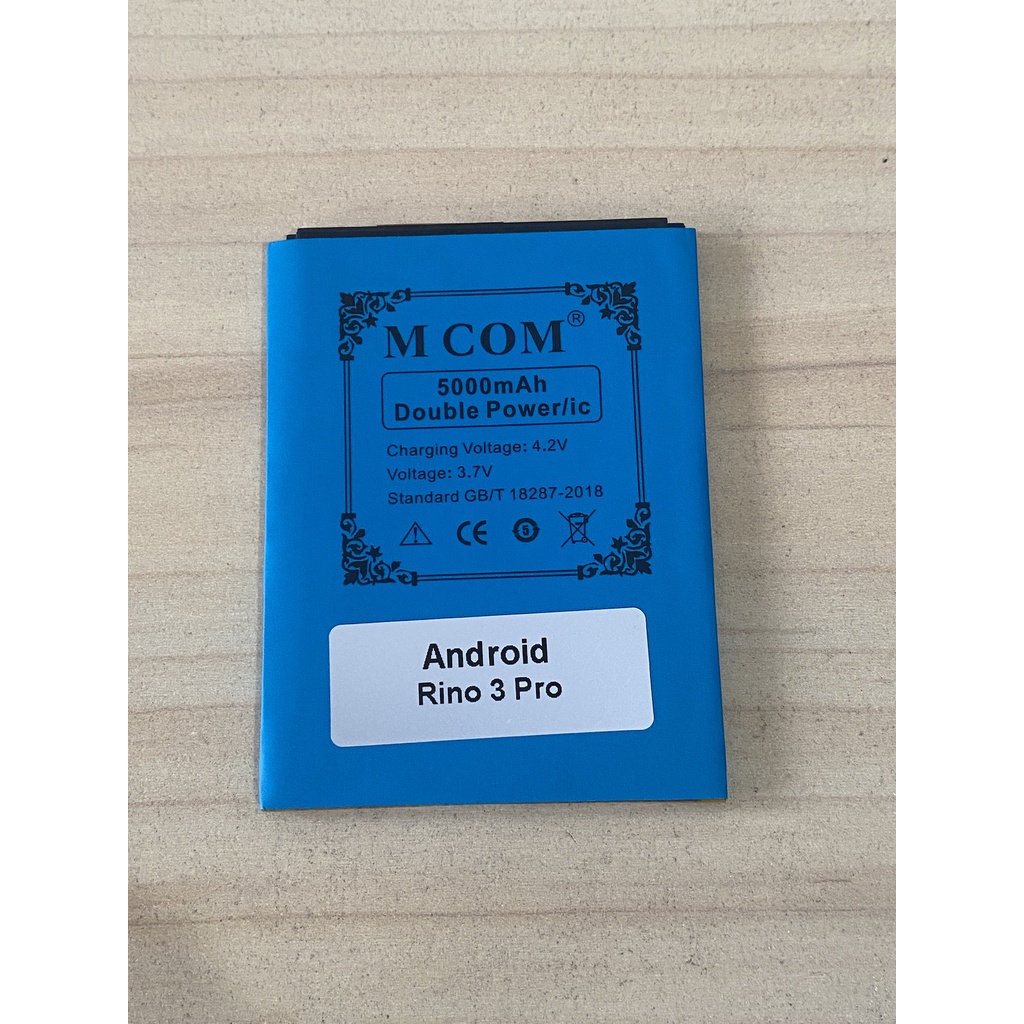 M COM®
5000mAh
Double Power/ic
Charging Voltage: 4.2V
Voltage: 3.7V
Standard GB/T 18287-2018
CE 5
Android
Rino 3 Pro